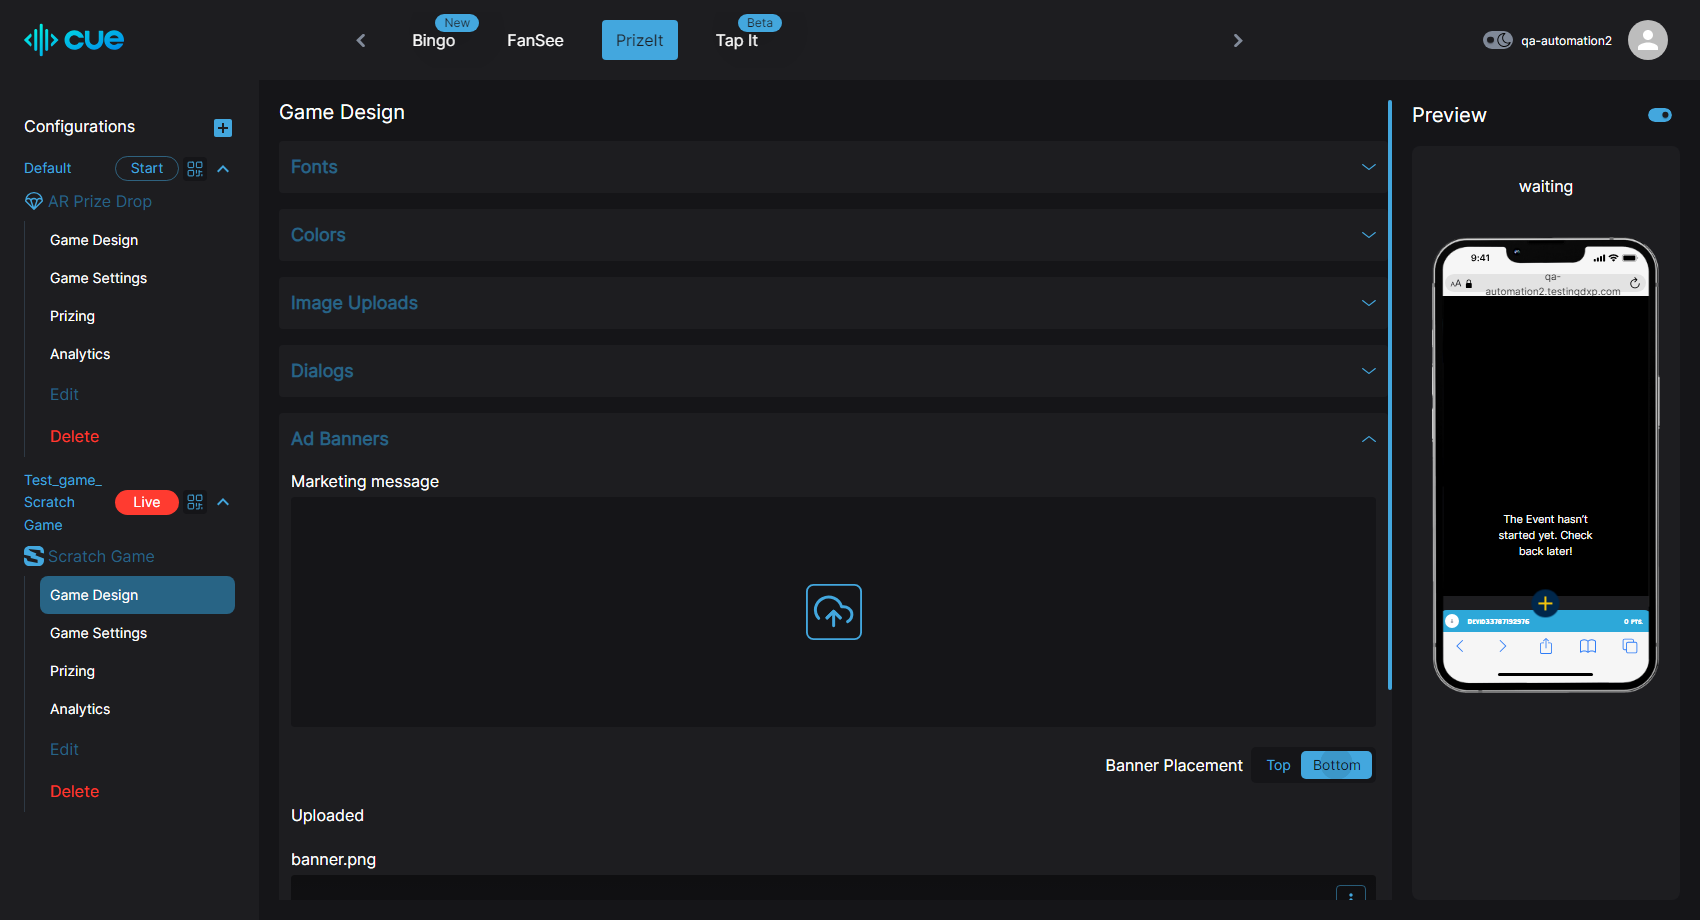 cue
New
Bingo
FanSee
PrizeIt
Beta
Tap It
qa-automation2
Configurations
Default
Start
AR Prize Drop
Game Design
Game Settings
Prizing
Analytics
Edit
Delete
Test_game_
Scratch
Game
Live
Scratch Game
Game Design
Game Settings
Prizing
Analytics
Edit
Delete
Game Design
Fonts
Colors
Image Uploads
Dialogs
Ad Banners
Marketing message
Banner Placement
Top
Bottom
Uploaded
banner.png
Preview
waiting
9:41
AA
qa-
automation2.testingdxp.com
The Event hasn't
started yet. Check
back later!
0 PTS.